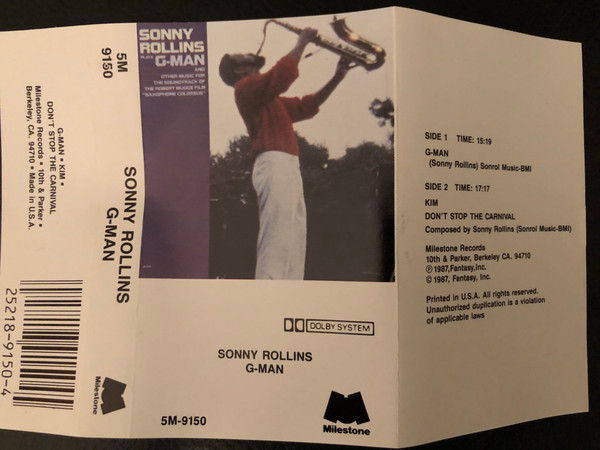 5M
9150
G-MAN • KIM •
DON'T STOP THE CARNIVAL
Milestone Records • 10th & Parker •
Berkeley, CA. 94710 • Made in U.S.A.
SONNY ROLLINS
G-MAN
25218-9150-4
Milestone
SONNY
ROLLINS
PLAYS G-MAN
AND
OTHER MUSIC FOR
THE SOUNDTRACK OF
THE ROBERT MUGGE FILM
"SAXOPHONE COLOSSUS"
DOLBY SYSTEM
SONNY ROLLINS
G-MAN
5M-9150
Milestone
SIDE 1 TIME: 15:19
G-MAN
(Sonny Rollins) Sonrol Music-BMI
SIDE 2 TIME: 17:17
KIM
DON'T STOP THE CARNIVAL
Composed by Sonny Rollins (Sonrol Music-BMI)
Milestone Records
10th & Parker, Berkeley CA. 94710
℗1987,Fantasy,Inc.
© 1987, Fantasy, Inc.
Printed in U.S.A. All rights reserved.
Unauthorized duplication is a violation
of applicable laws